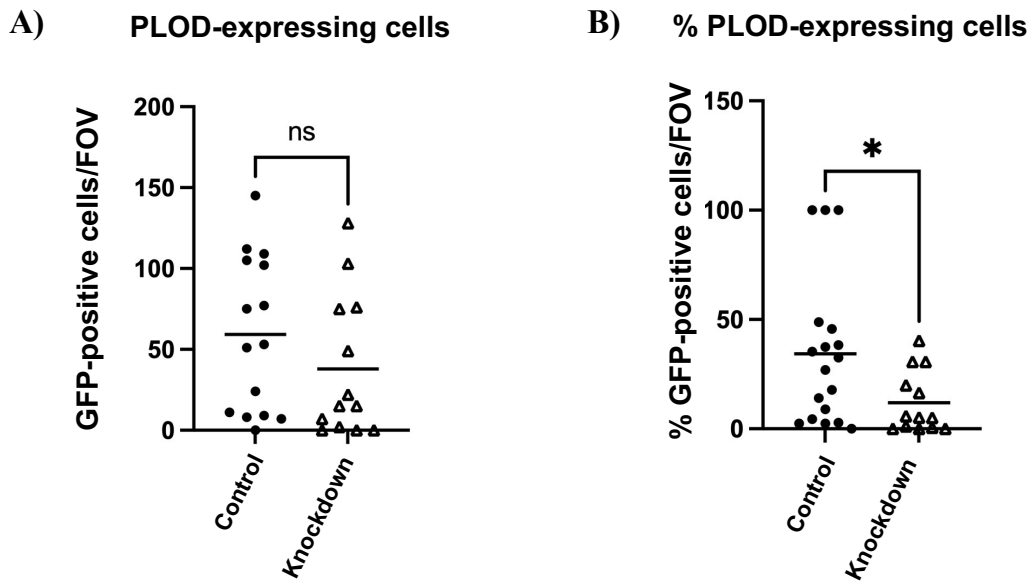 A)
PLOD-expressing cells
GFP-positive cells/FOV
200
150
100
50
0
ns
Control
Knockdown
B)
% PLOD-expressing cells
% GFP-positive cells/FOV
150
100
50
0
*
Control
Knockdown